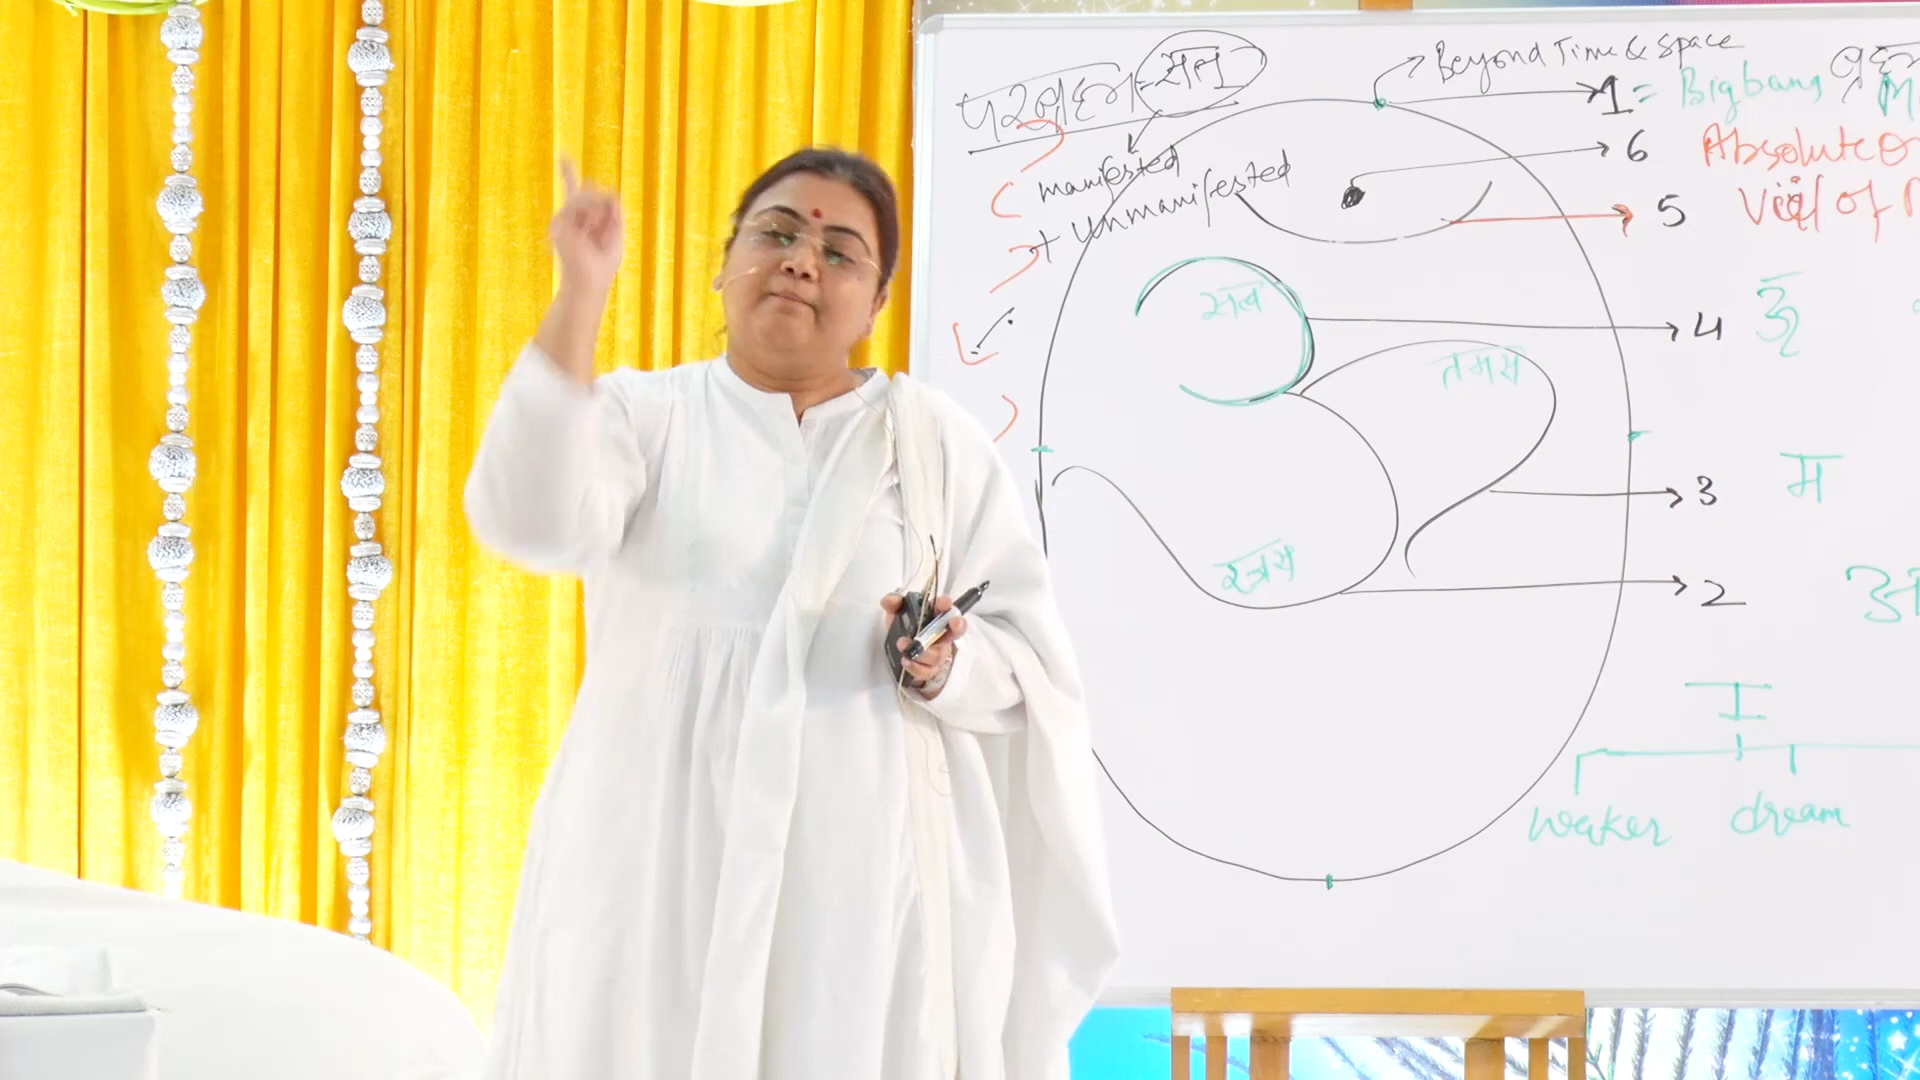 परब्रह्म = सत्य
Beyond Time & Space
1 = Bigbang
manifested
+ Unmanifested
6 Absolute
5 Veil of
सत्व
4 ॐ
तमस
3 म
रजस
2
I
waker dream